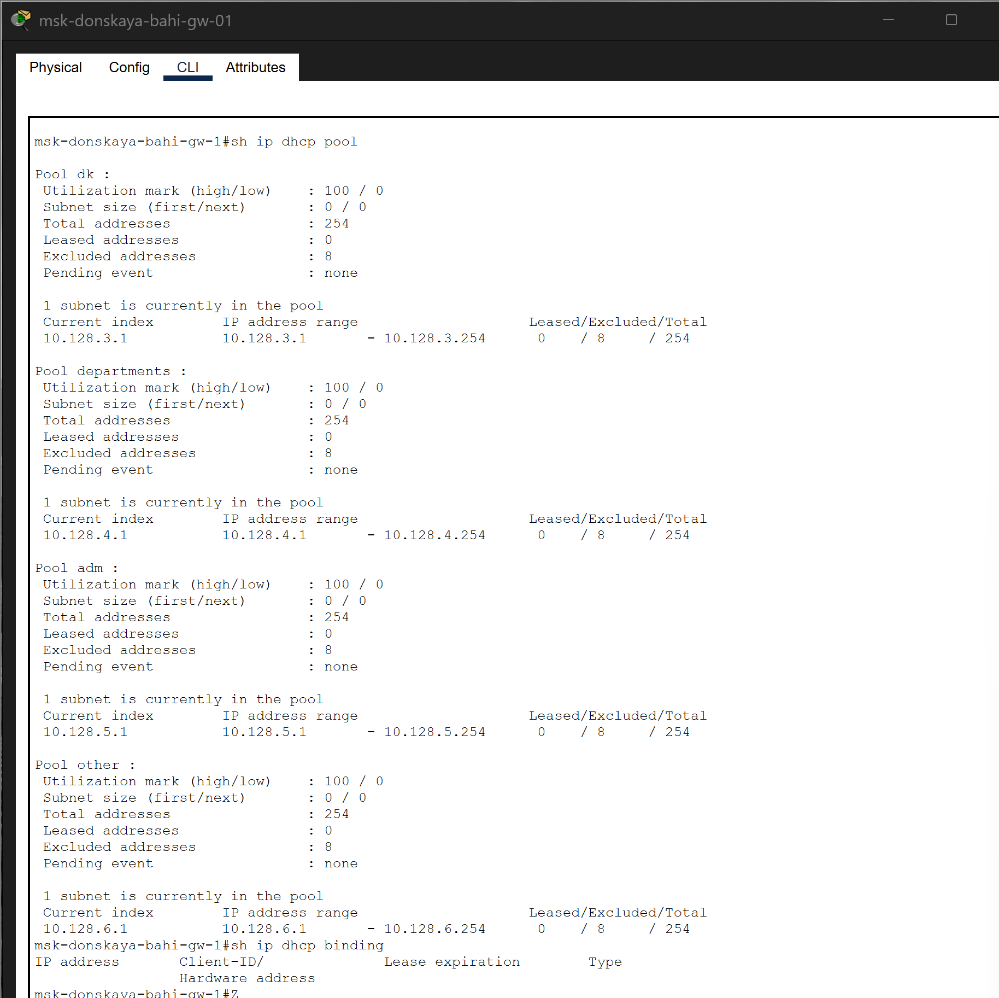 msk-donskaya-bahi-gw-01
Physical Config CLI Attributes
msk-donskaya-bahi-gw-1#sh ip dhcp pool
Pool dk :
Utilization mark (high/low) : 100 / 0
Subnet size (first/next) : 0 / 0
Total addresses : 254
Leased addresses : 0
Excluded addresses : 8
Pending event : none
1 subnet is currently in the pool
Current index IP address range Leased/Excluded/Total
10.128.3.1 10.128.3.1 - 10.128.3.254 0 / 8 / 254
Pool departments :
Utilization mark (high/low) : 100 / 0
Subnet size (first/next) : 0 / 0
Total addresses : 254
Leased addresses : 0
Excluded addresses : 8
Pending event : none
1 subnet is currently in the pool
Current index IP address range Leased/Excluded/Total
10.128.4.1 10.128.4.1 - 10.128.4.254 0 / 8 / 254
Pool adm :
Utilization mark (high/low) : 100 / 0
Subnet size (first/next) : 0 / 0
Total addresses : 254
Leased addresses : 0
Excluded addresses : 8
Pending event : none
1 subnet is currently in the pool
Current index IP address range Leased/Excluded/Total
10.128.5.1 10.128.5.1 - 10.128.5.254 0 / 8 / 254
Pool other :
Utilization mark (high/low) : 100 / 0
Subnet size (first/next) : 0 / 0
Total addresses : 254
Leased addresses : 0
Excluded addresses : 8
Pending event : none
1 subnet is currently in the pool
Current index IP address range Leased/Excluded/Total
10.128.6.1 10.128.6.1 - 10.128.6.254 0 / 8 / 254
msk-donskaya-bahi-gw-1#sh ip dhcp binding
IP address Client-ID/ Lease expiration Type
Hardware address
msk-donskaya-bahi-gw-1#Z